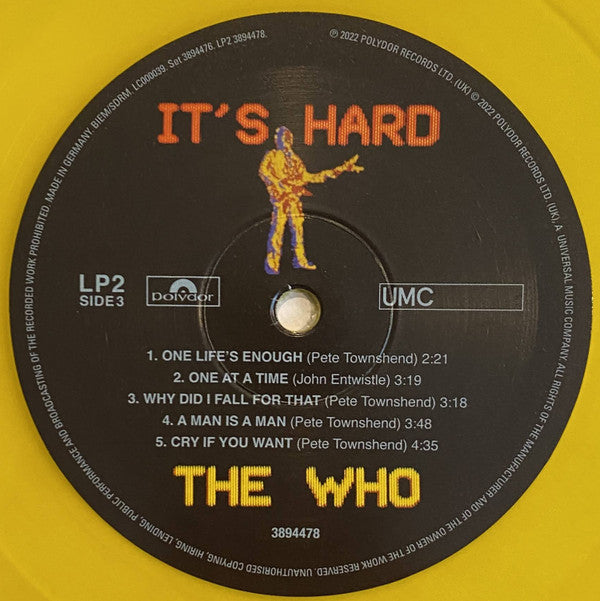 IT'S HARD
LP2
SIDE 3
polydor
UMC
1. ONE LIFE'S ENOUGH (Pete Townshend) 2:21
2. ONE AT A TIME (John Entwistle) 3:19
3. WHY DID I FALL FOR THAT (Pete Townshend) 3:18
4. A MAN IS A MAN (Pete Townshend) 3:48
5. CRY IF YOU WANT (Pete Townshend) 4:35
THE WHO
3894478
℗ 2022 POLYDOR RECORDS LTD. (UK) © 2022 POLYDOR RECORDS LTD. (UK), A UNIVERSAL MUSIC COMPANY. ALL RIGHTS OF THE MANUFACTURER AND OF THE OWNER OF THE WORK RESERVED. UNAUTHORISED COPYING, HIRING, LENDING, PUBLIC PERFORMANCE AND BROADCASTING OF THE RECORDED WORK PROHIBITED. MADE IN GERMANY. BIEM/SDRM. LC000039. Set 3894476. LP2 3894478.